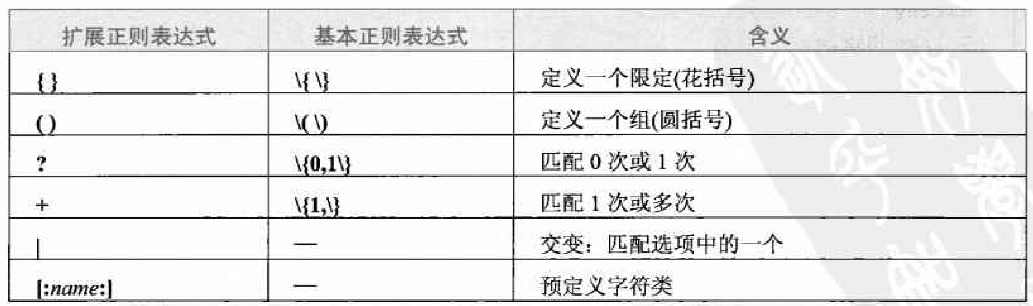 扩展正则表达式 基本正则表达式 含义
{ } \{ \} 定义一个限定(花括号)
( ) \( \) 定义一个组(圆括号)
? \{0,1\} 匹配 0 次或 1 次
+ \{1,\} 匹配 1 次或多次
| — 交变：匹配选项中的一个
[:name:] — 预定义字符类